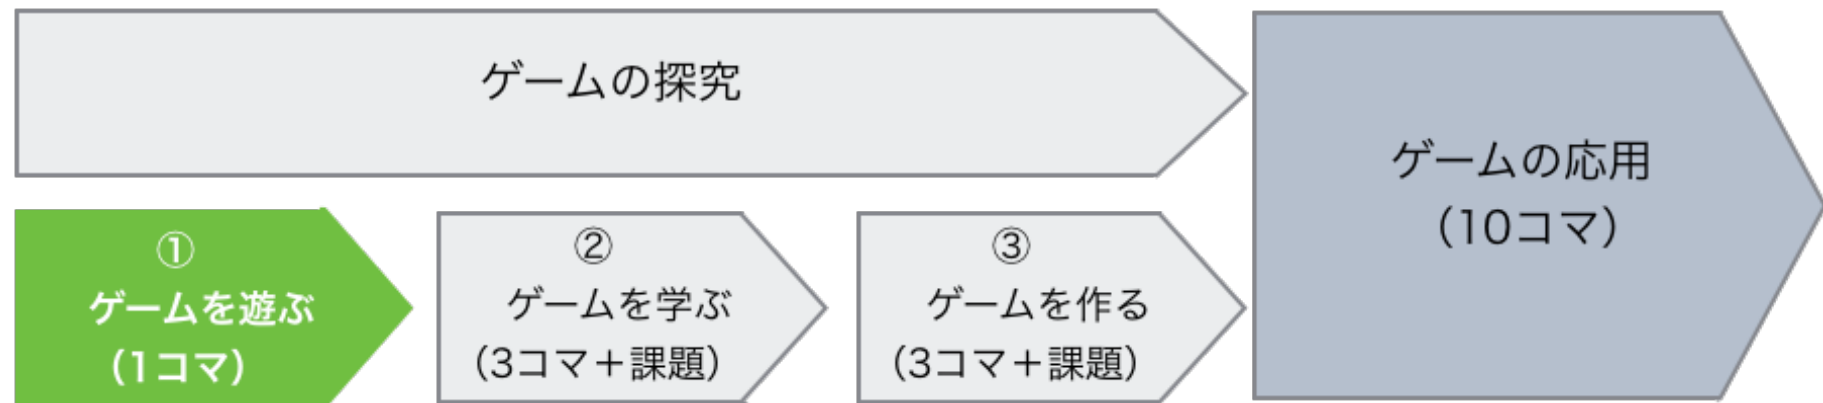 ゲームの探究
ゲームの応用
（10コマ）
①
ゲームを遊ぶ
（1コマ）
②
ゲームを学ぶ
（3コマ＋課題）
③
ゲームを作る
（3コマ＋課題）